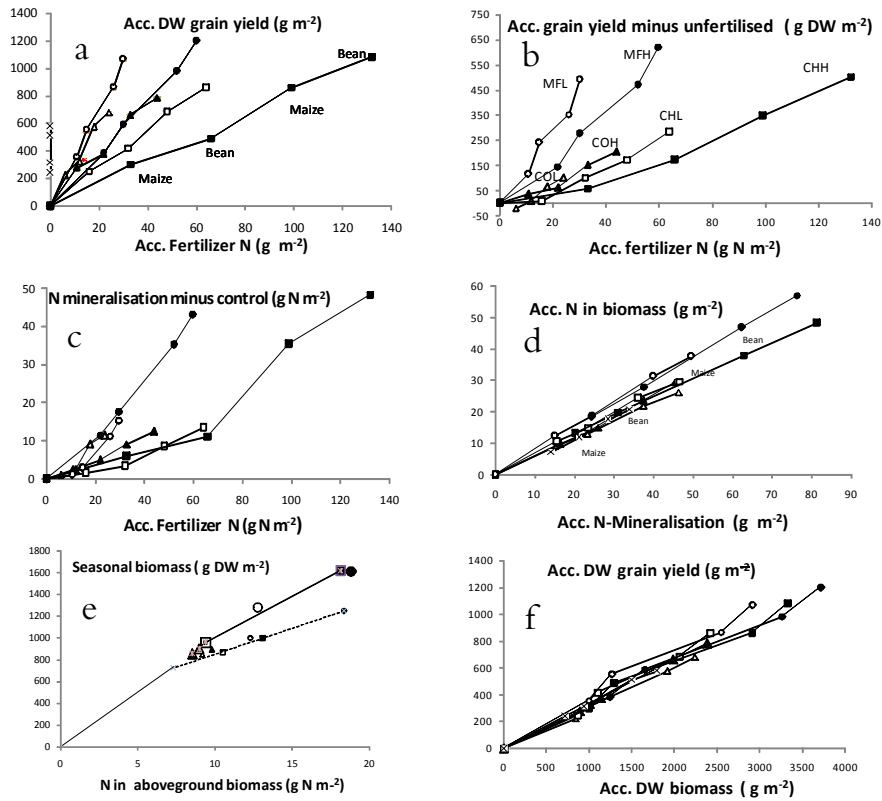 Acc. DW grain yield (g m-2)
a
1400
1200
1000
800
600
400
200
0
Bean
Maize
Bean
Maize
0 20 40 60 80 100 120 140
Acc. Fertilizer N (g m-2)
Acc. grain yield minus unfertilised ( g DW m-2)
b
750
650
550
450
350
250
150
50
-50
MFL
MFH
CHH
CHL
COH
COL
0 20 40 60 80 100 120 140
Acc. fertilizer N (g N m-2)
N mineralisation minus control (g N m-2)
c
50
40
30
20
10
0
0 20 40 60 80 100 120 140
Acc. Fertilizer N (g N m-2)
Acc. N in biomass (g m-2)
d
60
50
40
30
20
10
0
Bean
Maize
Bean
Maize
0 10 20 30 40 50 60 70 80 90
Acc. N-Mineralisation (g m-2)
Seasonal biomass ( g DW m-2)
e
1800
1600
1400
1200
1000
800
600
400
200
0
0 5 10 15 20
N in aboveground biomass (g N m-2)
Acc. DW grain yield (g m-2)
f
1400
1200
1000
800
600
400
200
0
0 500 1000 1500 2000 2500 3000 3500 4000
Acc. DW biomass ( g m-2)